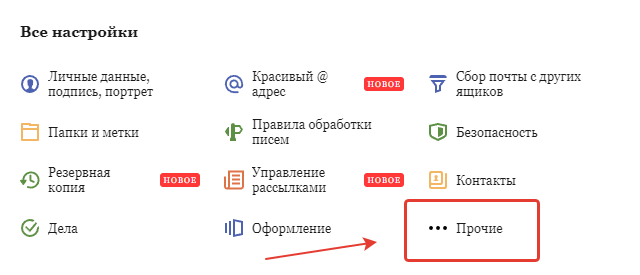 Все настройки
Личные данные,
подпись, портрет
Красивый @
адрес
НОВОЕ
Сбор почты с других
ящиков
Папки и метки
Правила обработки
писем
Безопасность
Резервная
копия
НОВОЕ
Управление
рассылками
НОВОЕ
Контакты
Дела
Оформление
Прочие